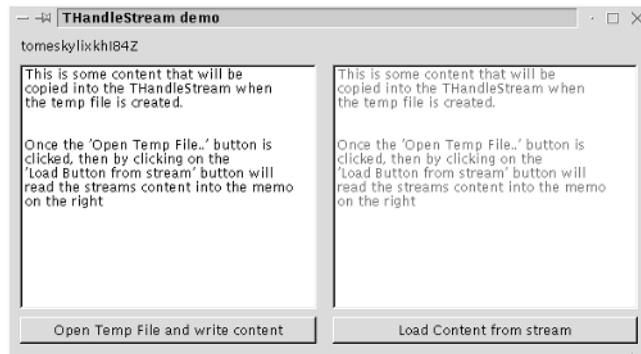 THandleStream demo
tomeskylixkhI84Z
This is some content that will be
copied into the THandleStream when
the temp file is created.
Once the 'Open Temp File..' button is
clicked, then by clicking on the
'Load Button from stream' button will
read the streams content into the memo
on the right
This is some content that will be
copied into the THandleStream when
the temp file is created.
Once the 'Open Temp File..' button is
clicked, then by clicking on the
'Load Button from stream' button will
read the streams content into the memo
on the right
Open Temp File and write content
Load Content from stream